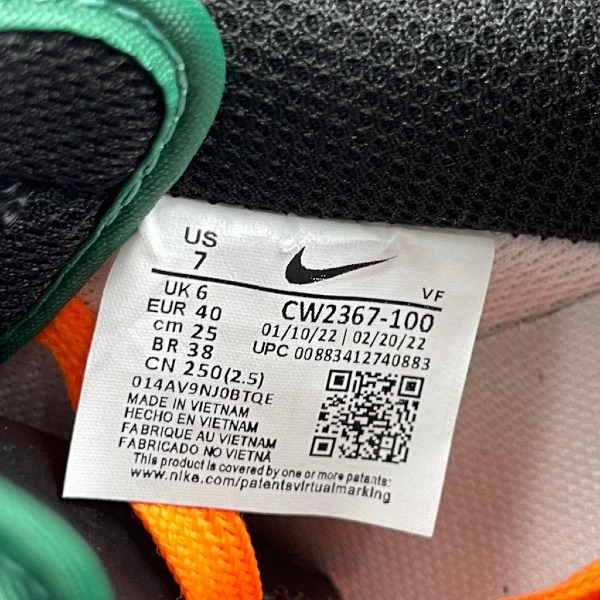 US
7
VF
UK 6
EUR 40
cm 25
BR 38
CN 250(2.5)
CW2367-100
01/10/22 | 02/20/22
UPC 00883412740883
014AV9NJ0BTQE
MADE IN VIETNAM
HECHO EN VIETNAM
FABRIQUE AU VIETNAM
FABRICADO NO VIETNÃ
This product is covered by one or more patents:
www.nike.com/patentsvirtualmarking